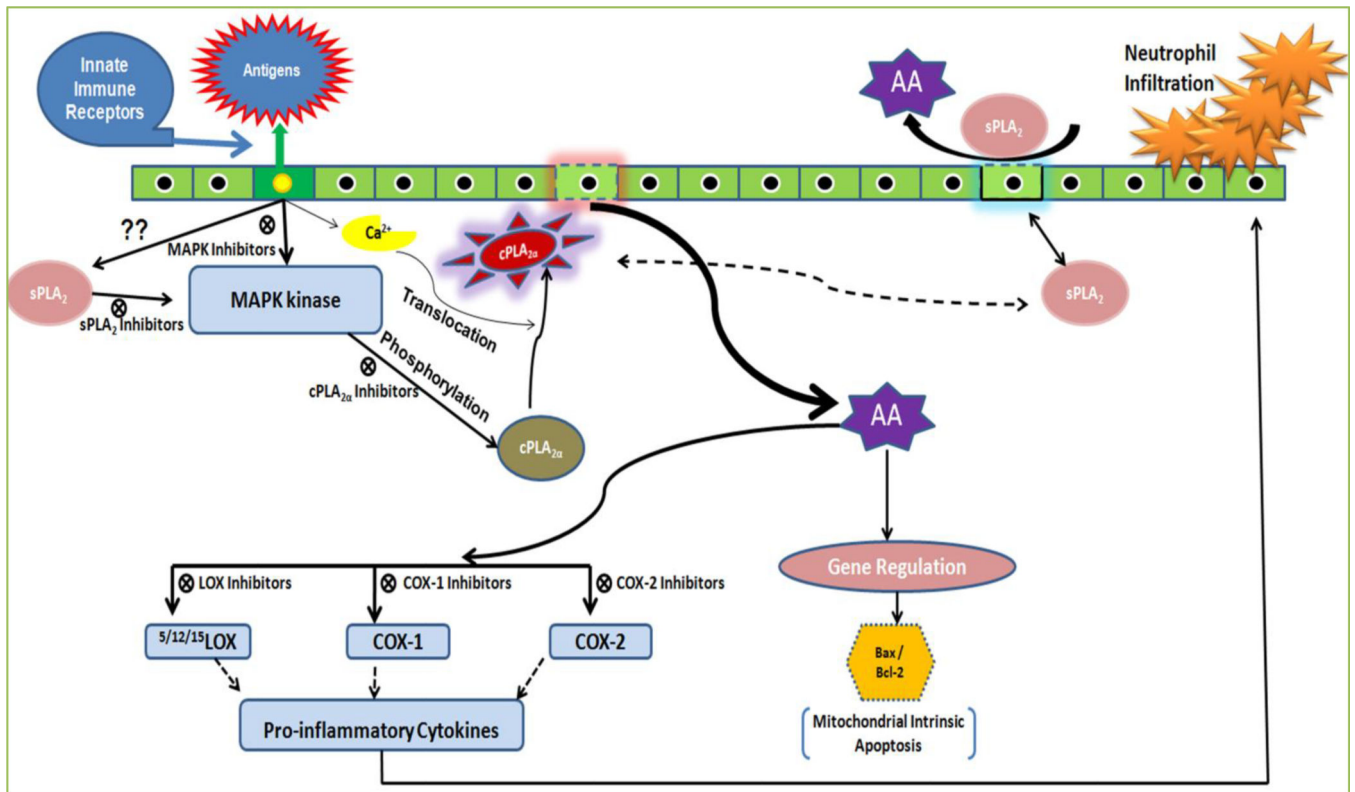 Innate
Immune
Receptors
Antigens
AA
sPLA₂
Neutrophil
Infiltration
??
MAPK Inhibitors
Ca²⁺
cPLA₂α
sPLA₂
sPLA₂ Inhibitors
MAPK kinase
Translocation
sPLA₂
Phosphorylation
cPLA₂α Inhibitors
cPLA₂α
AA
Gene Regulation
LOX Inhibitors
COX-1 Inhibitors
COX-2 Inhibitors
⁵/¹²/¹⁵LOX
COX-1
COX-2
Bax /
Bcl-2
Pro-inflammatory Cytokines
Mitochondrial Intrinsic
Apoptosis